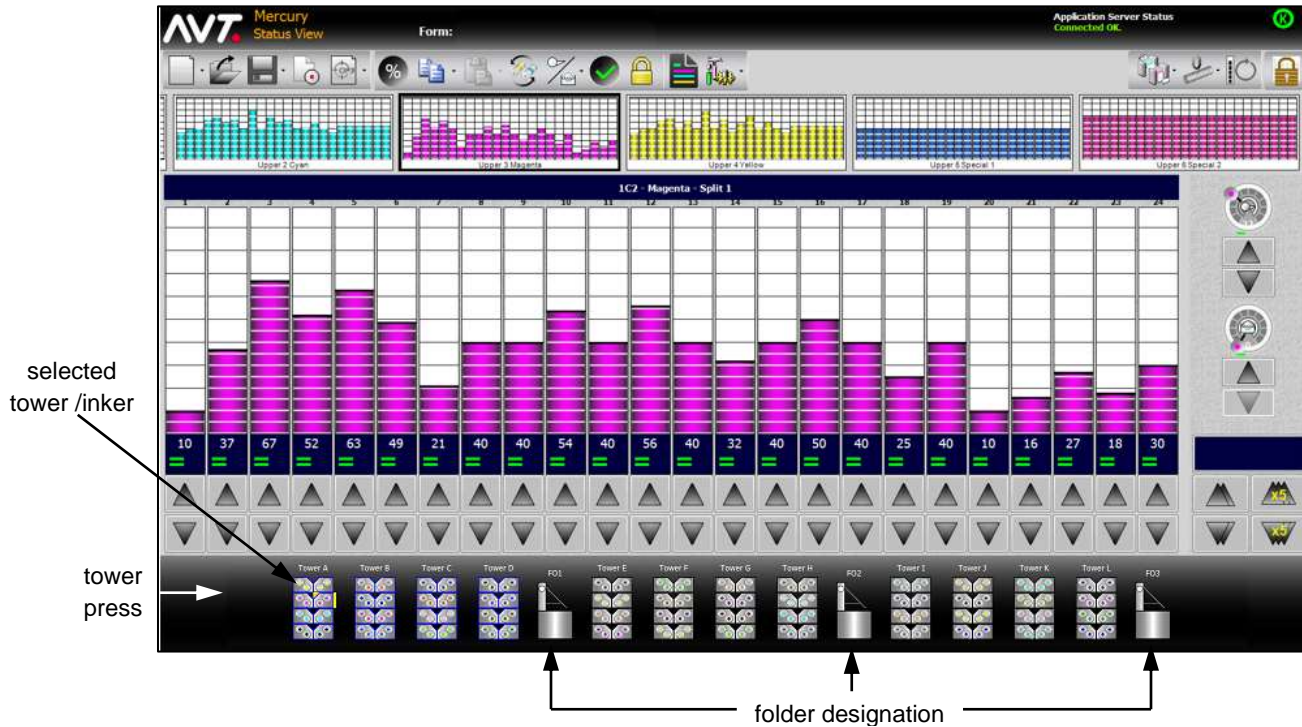 AVT
Mercury
Status View
Form:
Application Server Status
Connected OK.
K
%
Upper 2 Cyan
Upper 3 Magenta
Upper 4 Yellow
Upper 5 Special 1
Upper 6 Special 2
1C2 - Magenta - Split 1
1 2 3 4 5 6 7 8 9 10 11 12 13 14 15 16 17 18 19 20 21 22 23 24
10 37 67 52 63 49 21 40 40 54 40 56 40 32 40 50 40 25 40 10 16 27 18 30
x5
x5
selected
tower /inker
tower
press
Tower A Tower B Tower C Tower D FO1 Tower E Tower F Tower G Tower H FO2 Tower I Tower J Tower K Tower L FO3
folder designation